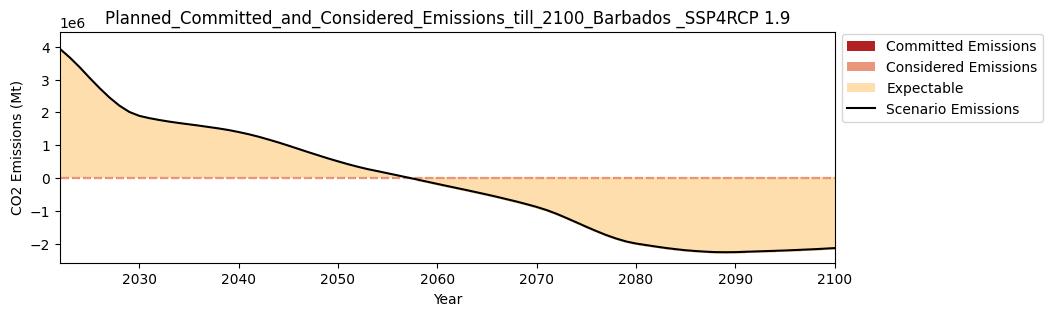 Planned_Committed_and_Considered_Emissions_till_2100_Barbados _SSP4RCP 1.9
1e6
4
3
2
1
0
−1
−2
CO2 Emissions (Mt)
2030 2040 2050 2060 2070 2080 2090 2100
Year
Committed Emissions
Considered Emissions
Expectable
Scenario Emissions